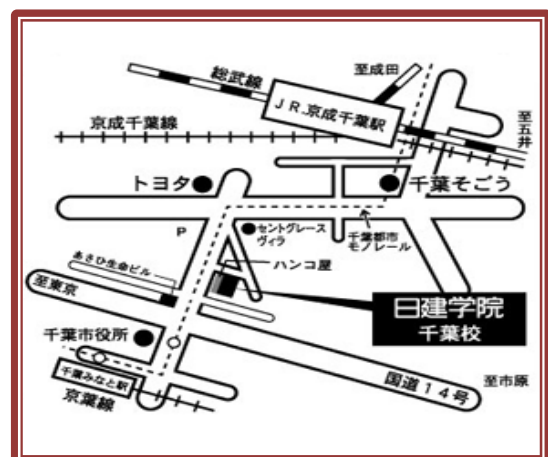 総武線
至成田
JR.京成千葉駅
至五井
京成千葉線
トヨタ
千葉そごう
P
セントグレース
ヴィラ
千葉都市
モノレール
あさひ生命ビル
ハンコ屋
至東京
日建学院
千葉校
千葉市役所
千葉みなと駅
京葉線
国道14号
至市原